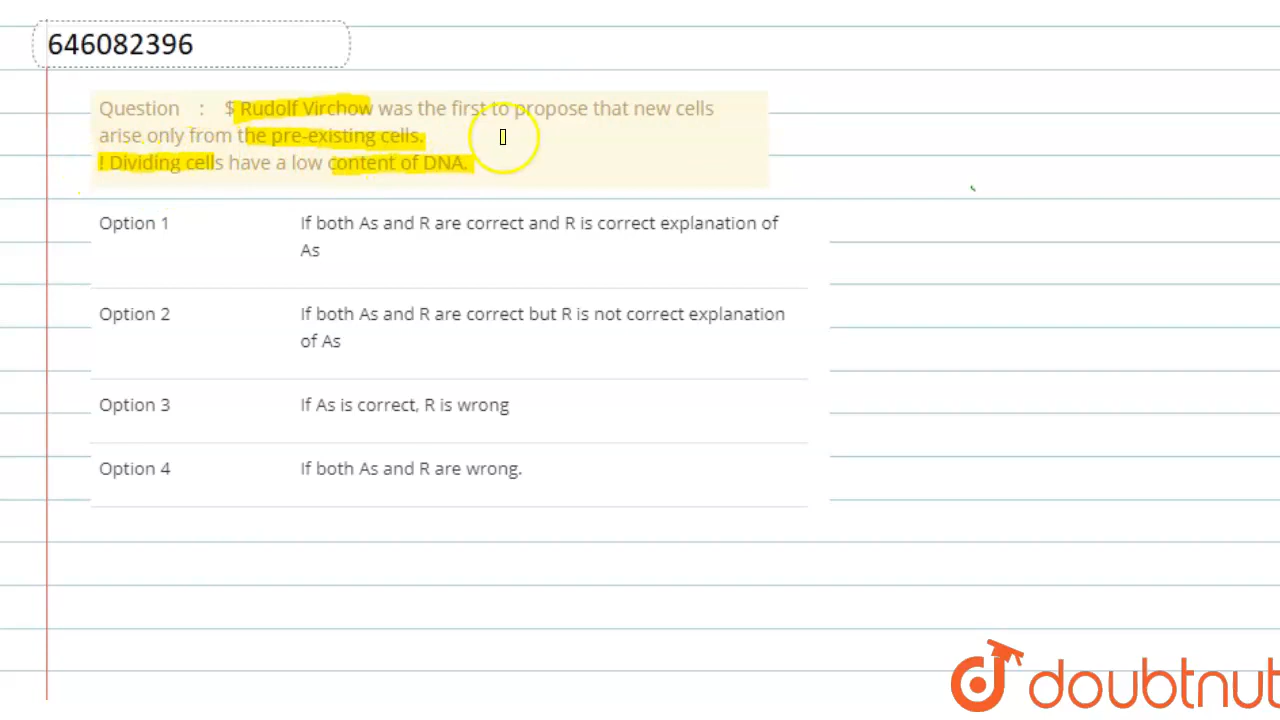 646082396
Question : $ Rudolf Virchow was the first to propose that new cells
arise only from the pre-existing cells.
! Dividing cells have a low content of DNA.
Option 1 If both As and R are correct and R is correct explanation of
As
Option 2 If both As and R are correct but R is not correct explanation
of As
Option 3 If As is correct, R is wrong
Option 4 If both As and R are wrong.
doubtnut